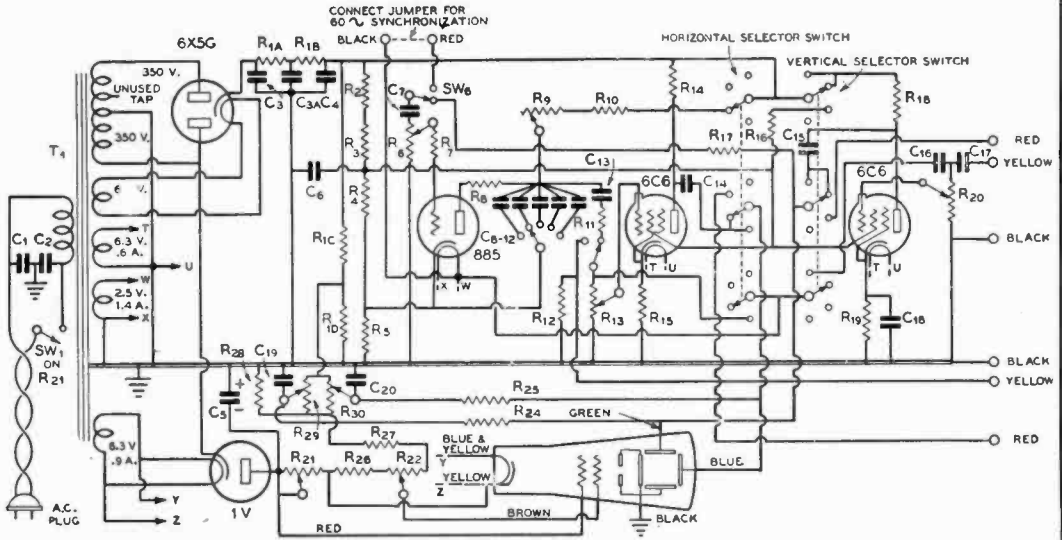 CONNECT JUMPER FOR
60 ~ SYNCHRONIZATION
BLACK
RED
HORIZONTAL SELECTOR SWITCH
VERTICAL SELECTOR SWITCH
6X5G
350 V.
UNUSED
TAP
350 V.
T1
R1A
R1B
C3
C3A
C4
R2
C7
SW6
R9
R10
R14
R18
R3
R6
R7
R17
R16
C15
RED
C16
C17
YELLOW
C6
R4
R8
C13
6C6
C14
6C6
R20
C1
C2
6.3 V.
.6 A.
T
U
R1C
C8-12
885
R11
T
U
T
U
BLACK
W
2.5 V.
1.4 A.
X
X
W
R1D
R5
R12
R13
R15
R19
C18
SW1
ON
R21
R28
C19
C20
BLACK
YELLOW
C5
R29
R30
R25
R24
GREEN
RED
6.3 V.
.9 A.
R27
BLUE &
YELLOW
Y
YELLOW
Z
BLUE
R21
R26
R22
A.C.
PLUG
Y
Z
1V
RED
BROWN
BLACK